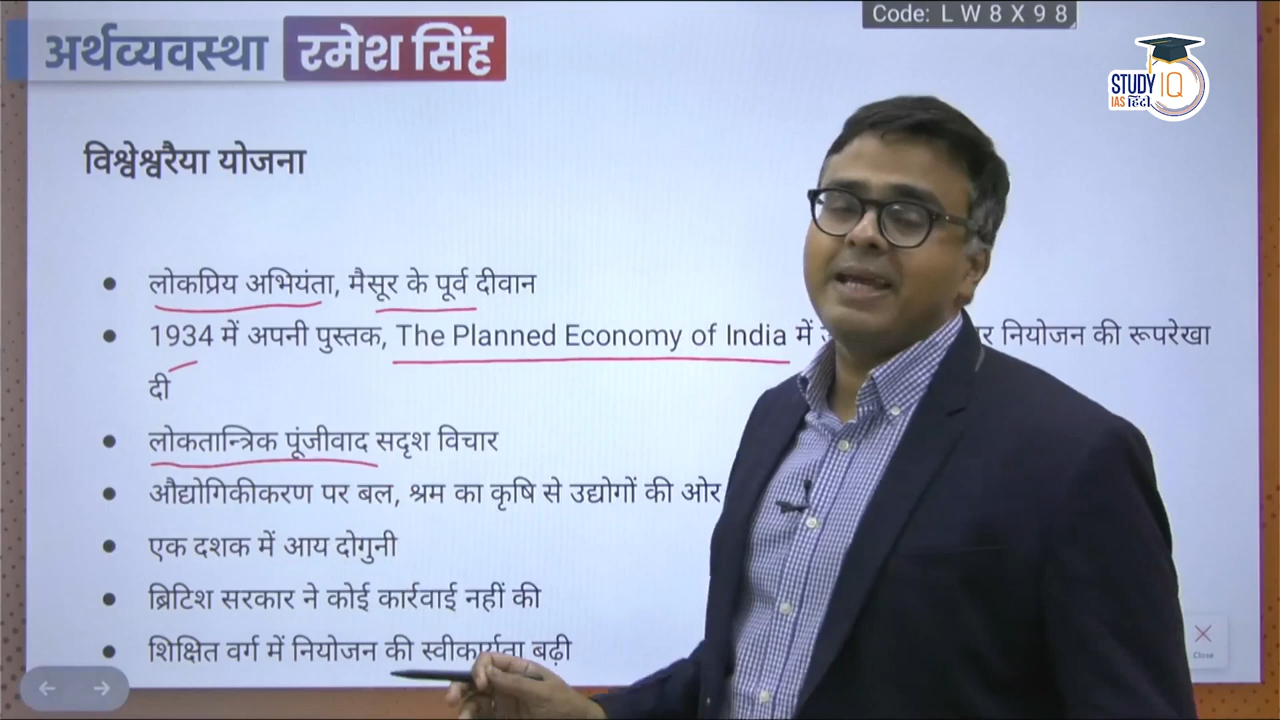 Code: L W 8 X 9 8
अर्थव्यवस्था रमेश सिंह
STUDY IQ
IAS हिंदी
विश्वेश्वरैया योजना
लोकप्रिय अभियंता, मैसूर के पूर्व दीवान
1934 में अपनी पुस्तक, The Planned Economy of India में नियोजन की रूपरेखा
दी
लोकतान्त्रिक पूंजीवाद सदृश विचार
औद्योगिकीकरण पर बल, श्रम का कृषि से उद्योगों की ओर
एक दशक में आय दोगुनी
ब्रिटिश सरकार ने कोई कार्रवाई नहीं की
शिक्षित वर्ग में नियोजन की स्वीकार्यता बढ़ी
Close